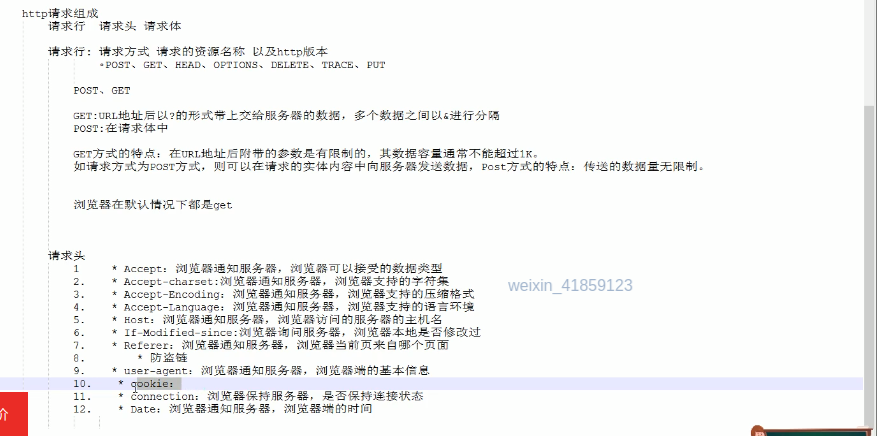 http请求组成
请求行 请求头 请求体
请求行: 请求方式 请求的资源名称 以及http版本
•POST、GET、HEAD、OPTIONS、DELETE、TRACE、PUT
POST、GET
GET:URL地址后以?的形式带上交给服务器的数据，多个数据之间以&进行分隔
POST:在请求体中
GET方式的特点：在URL地址后附带的参数是有限制的，其数据容量通常不能超过1K。
如请求方式为POST方式，则可以在请求的实体内容中向服务器发送数据，Post方式的特点：传送的数据量无限制。
浏览器在默认情况下都是get
请求头
1 * Accept：浏览器通知服务器，浏览器可以接受的数据类型
2. * Accept-charset:浏览器通知服务器，浏览器支持的字符集
weixin_41859123
3. * Accept-Encoding：浏览器通知服务器，浏览器支持的压缩格式
4. * Accept-Language：浏览器通知服务器，浏览器支持的语言环境
5. * Host：浏览器通知服务器，浏览器访问的服务器的主机名
6. * If-Modified-since:浏览器询问服务器，浏览器本地是否修改过
7. * Referer：浏览器通知服务器，浏览器当前页来自哪个页面
8. * 防盗链
9. * user-agent：浏览器通知服务器，浏览器端的基本信息
10. * cookie：
11. * connection：浏览器保持服务器，是否保持连接状态
12. * Date：浏览器通知服务器，浏览器端的时间
价